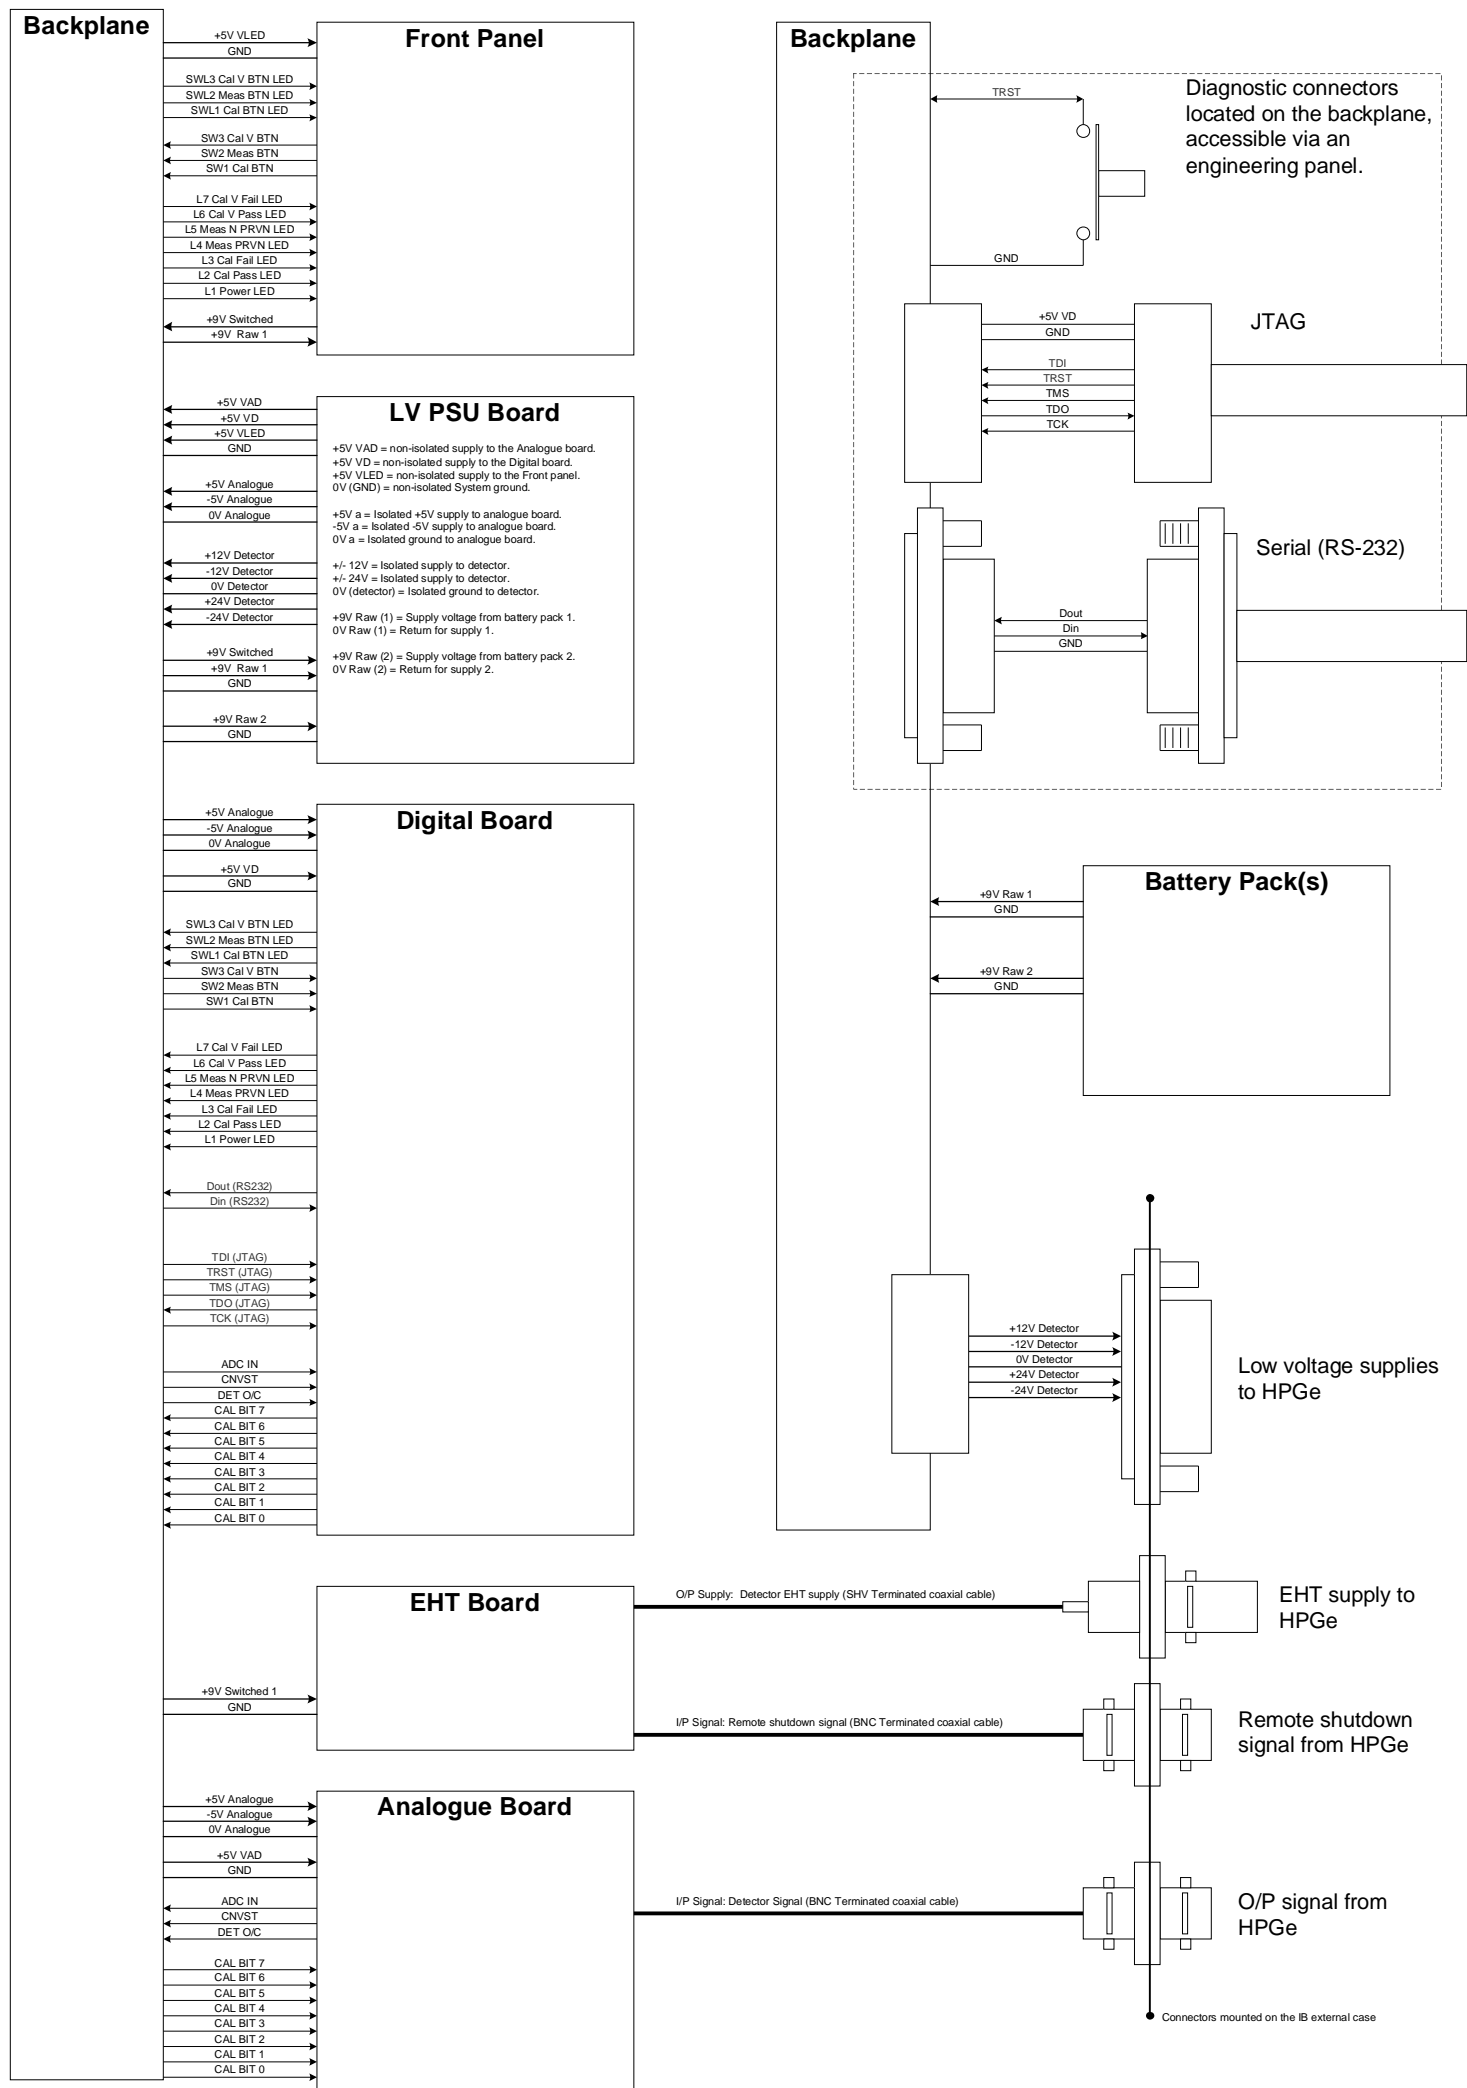 Backplane
+5V VLED
GND
SWL3 Cal V BTN LED
SWL2 Meas BTN LED
SWL1 Cal BTN LED
SW3 Cal V BTN
SW2 Meas BTN
SW1 Cal BTN
L7 Cal V Fail LED
L6 Cal V Pass LED
L5 Meas N PRVN LED
L4 Meas PRVN LED
L3 Cal Fail LED
L2 Cal Pass LED
L1 Power LED
+9V Switched
+9V Raw 1
Front Panel
+5V VAD
+5V VD
+5V VLED
GND
+5V Analogue
-5V Analogue
0V Analogue
+12V Detector
-12V Detector
0V Detector
+24V Detector
-24V Detector
+9V Switched
+9V Raw 1
GND
+9V Raw 2
GND
LV PSU Board
+5V VAD = non-isolated supply to the Analogue board.
+5V VD = non-isolated supply to the Digital board.
+5V VLED = non-isolated supply to the Front panel.
0V (GND) = non-isolated System ground.
+5V a = Isolated +5V supply to analogue board.
-5V a = Isolated -5V supply to analogue board.
0V a = Isolated ground to analogue board.
+/- 12V = Isolated supply to detector.
+/- 24V = Isolated supply to detector.
0V (detector) = Isolated ground to detector.
+9V Raw (1) = Supply voltage from battery pack 1.
0V Raw (1) = Return for supply 1.
+9V Raw (2) = Supply voltage from battery pack 2.
0V Raw (2) = Return for supply 2.
+5V Analogue
-5V Analogue
0V Analogue
+5V VD
GND
SWL3 Cal V BTN LED
SWL2 Meas BTN LED
SWL1 Cal BTN LED
SW3 Cal V BTN
SW2 Meas BTN
SW1 Cal BTN
L7 Cal V Fail LED
L6 Cal V Pass LED
L5 Meas N PRVN LED
L4 Meas PRVN LED
L3 Cal Fail LED
L2 Cal Pass LED
L1 Power LED
Dout (RS232)
Din (RS232)
TDI (JTAG)
TRST (JTAG)
TMS (JTAG)
TDO (JTAG)
TCK (JTAG)
ADC IN
CNVST
DET O/C
CAL BIT 7
CAL BIT 6
CAL BIT 5
CAL BIT 4
CAL BIT 3
CAL BIT 2
CAL BIT 1
CAL BIT 0
Digital Board
+9V Switched 1
GND
EHT Board
O/P Supply: Detector EHT supply (SHV Terminated coaxial cable)
I/P Signal: Remote shutdown signal (BNC Terminated coaxial cable)
+5V Analogue
-5V Analogue
0V Analogue
+5V VAD
GND
ADC IN
CNVST
DET O/C
CAL BIT 7
CAL BIT 6
CAL BIT 5
CAL BIT 4
CAL BIT 3
CAL BIT 2
CAL BIT 1
CAL BIT 0
Analogue Board
I/P Signal: Detector Signal (BNC Terminated coaxial cable)
Backplane
TRST
GND
Diagnostic connectors
located on the backplane,
accessible via an
engineering panel.
+5V VD
GND
TDI
TRST
TMS
TDO
TCK
JTAG
Dout
Din
GND
Serial (RS-232)
+9V Raw 1
GND
+9V Raw 2
GND
Battery Pack(s)
+12V Detector
-12V Detector
0V Detector
+24V Detector
-24V Detector
Low voltage supplies
to HPGe
EHT supply to
HPGe
Remote shutdown
signal from HPGe
O/P signal from
HPGe
Connectors mounted on the IB external case